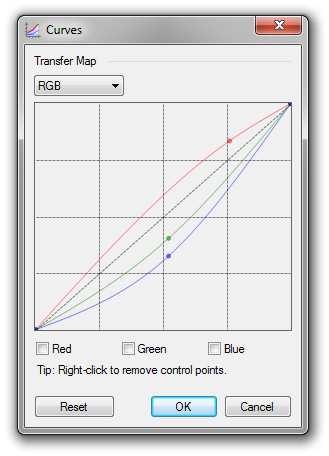 Curves
Transfer Map
RGB
Red
Green
Blue
Tip: Right-click to remove control points.
Reset
OK
Cancel